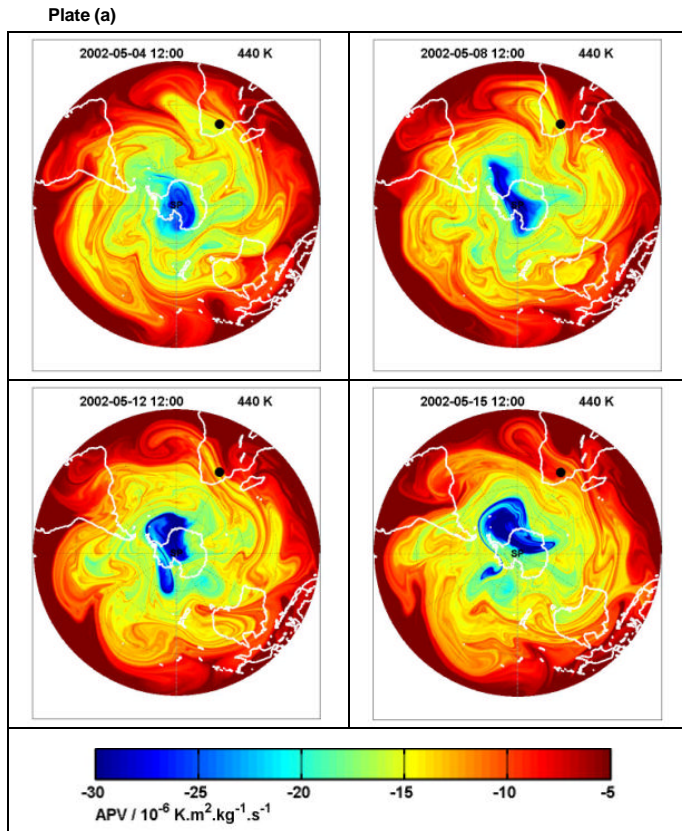 Plate (a)
2002-05-04 12:00 440 K
SP
2002-05-08 12:00 440 K
2002-05-12 12:00 440 K
SP
2002-05-15 12:00 440 K
SP
-30 -25 -20 -15 -10 -5
APV / 10⁻⁶ K.m².kg⁻¹.s⁻¹